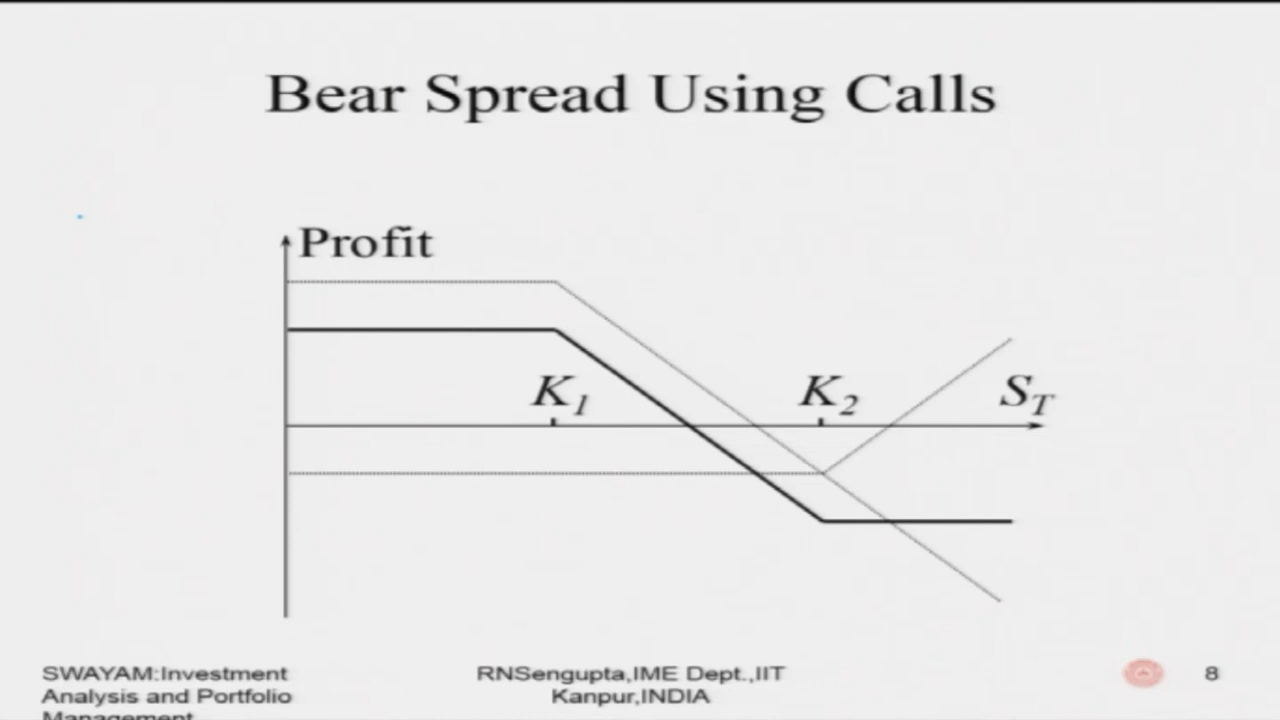 Bear Spread Using Calls
Profit
K1 K2 ST
SWAYAM:Investment
Analysis and Portfolio
Management
RNSengupta,IME Dept.,IIT
Kanpur,INDIA
8